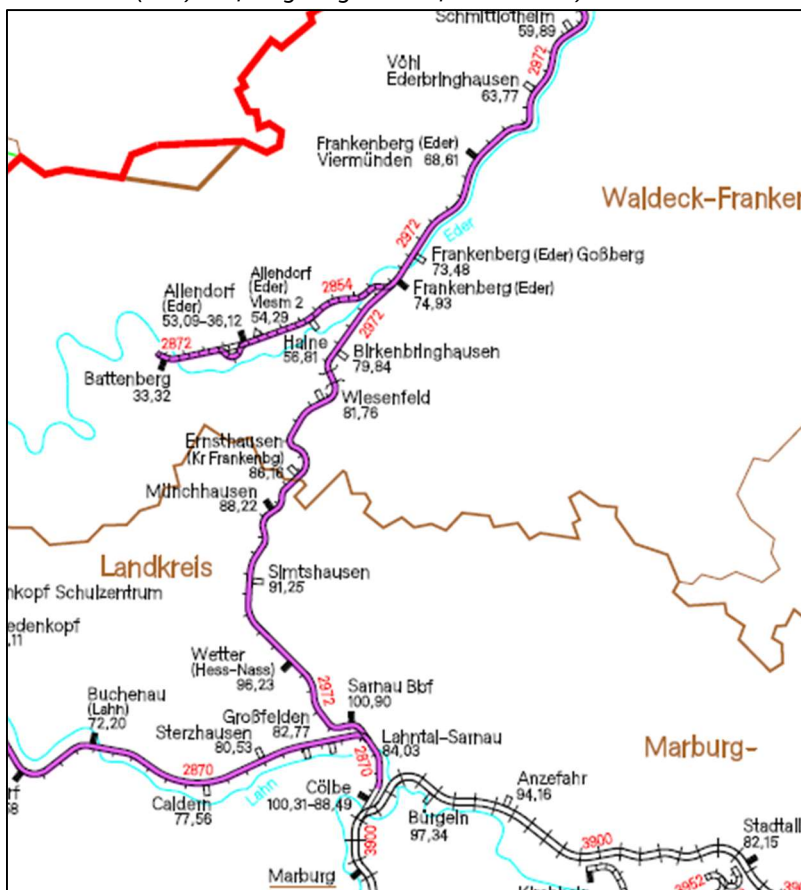 Schmittlotheim
59,89
2972
Vöhl
Ederbringhausen
63,77
Frankenberg (Eder)
Viermünden 68,61
Waldeck-Franken
2972
Eder
Frankenberg (Eder) Goßberg
73,48
Frankenberg (Eder)
74,93
Allendorf
(Eder)
Viesm 2
54,29
2854
Allendorf
(Eder)
53,09-36,12
2972
2872
Haine
56,81
Birkenbringhausen
79,84
Battenberg
33,32
Wiesenfeld
81,76
Ernsthausen
(Kr Frankenbg)
86,16
Münchhausen
88,22
Landkreis
Simtshausen
91,25
nkopf Schulzentrum
edenkopf
,11
Wetter
(Hess-Nass)
96,23
2972
Sarnau Bbf
100,90
Buchenau
(Lahn)
72,20
Großfelden
82,77
Sterzhausen
80,53
Lahntal-Sarnau
84,03
Marburg-
2870
2870
Lahn
Caldern
77,56
Cölbe
100,31-88,49
Anzefahr
94,16
Bürgeln
97,34
3900
3900
Stadtall
82,15
Marburg
3952